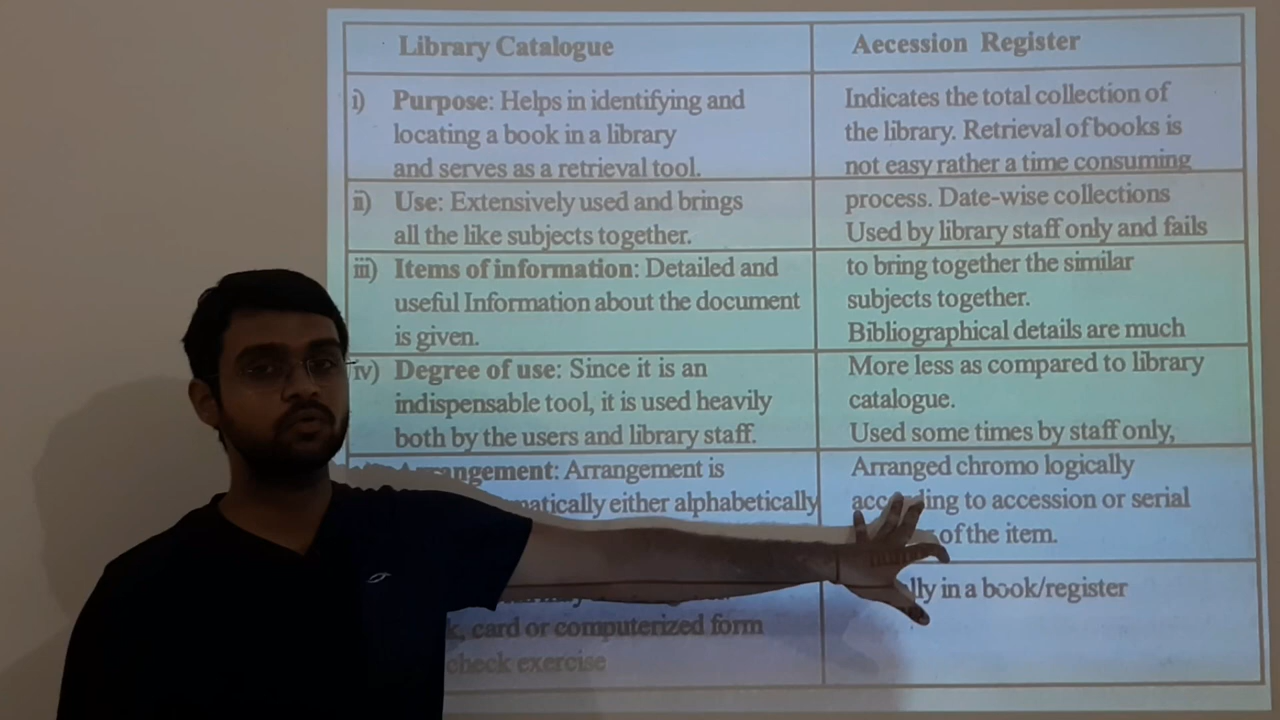 Library Catalogue
Aecession Register
i) Purpose: Helps in identifying and
locating a book in a library
and serves as a retrieval tool.
Indicates the total collection of
the library. Retrieval of books is
not easy rather a time consuming
ii) Use: Extensively used and brings
all the like subjects together.
process. Date-wise collections
Used by library staff only and fails
iii) Items of information: Detailed and
useful Information about the document
is given.
to bring together the similar
subjects together.
Bibliographical details are much
iv) Degree of use: Since it is an
indispensable tool, it is used heavily
both by the users and library staff.
More less as compared to library
catalogue.
Used some times by staff only,
Arrangement is
either alphabetically
Arranged chromo logically
to accession or serial
of the item.
card or computerized form
check exercise
in a book/register